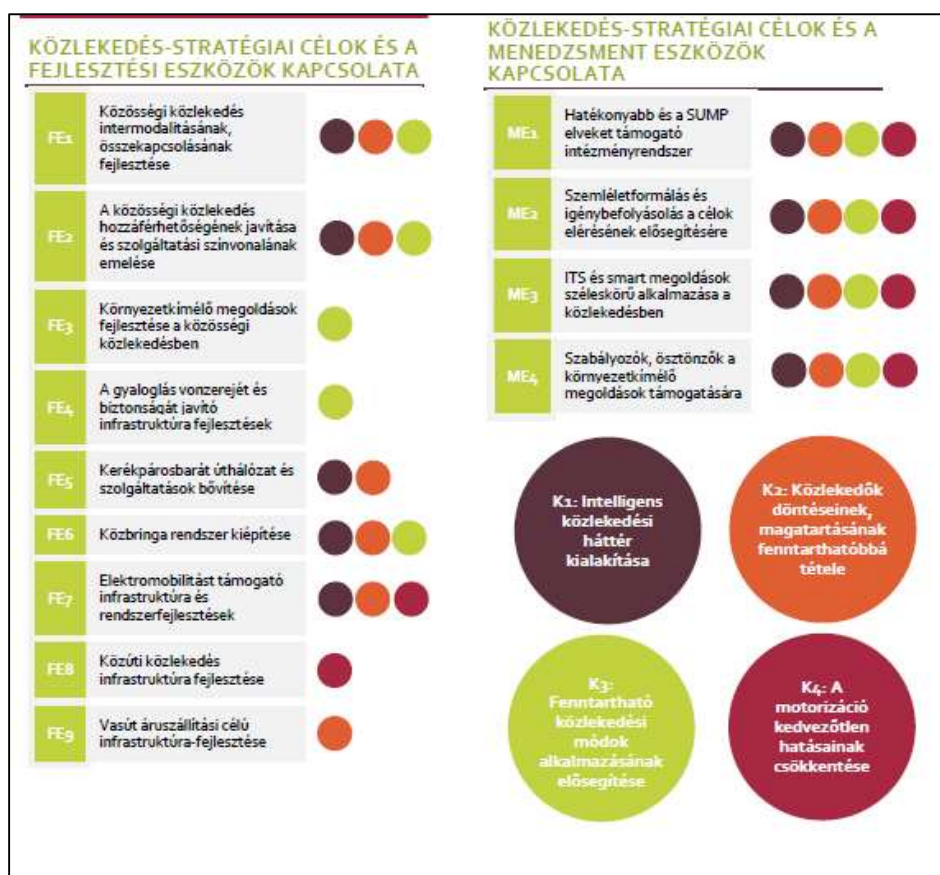 KÖZLEKEDÉS-STRATÉGIAI CÉLOK ÉS A
FEJLESZTÉSI ESZKÖZÖK KAPCSOLATA
FE1
Közösségi közlekedés
intermodalitásának,
összekapcsolásának
fejlesztése
FE2
A közösségi közlekedés
hozzáférhetőségének javítása
és szolgáltatási színvonalának
emelése
FE3
Környezetkímélő megoldások
fejlesztése a közösségi
közlekedésben
FE4
A gyaloglás vonzerejét és
biztonságát javító
infrastruktúra fejlesztések
FE5
Kerékpárosbarát úthálózat és
szolgáltatások bővítése
FE6
Közbringa rendszer kiépítése
FE7
Elektromobilitást támogató
infrastruktúra és
rendszerfejlesztések
FE8
Közúti közlekedés
infrastruktúra fejlesztése
FE9
Vasút áruszállítási célú
infrastruktúra-fejlesztése
KÖZLEKEDÉS-STRATÉGIAI CÉLOK ÉS A
MENEDZSMENT ESZKÖZÖK
KAPCSOLATA
ME1
Hatékonyabb és a SUMP
elveket támogató
intézményrendszer
ME2
Szemléletformálás és
igénybefolyásolás a célok
elérésének elősegítésére
ME3
ITS és smart megoldások
széleskörű alkalmazása a
közlekedésben
ME4
Szabályozók, ösztönzők a
környezetkímélő
megoldások támogatására
K1: Intelligens
közlekedési
háttér
kialakítása
K2: Közlekedők
döntéseinek,
magatartásának
fenntarthatóbbá
tétele
K3:
Fenntartható
közlekedési
módok
alkalmazásának
elősegítése
K4: A
motorizáció
kedvezőtlen
hatásainak
csökkentése